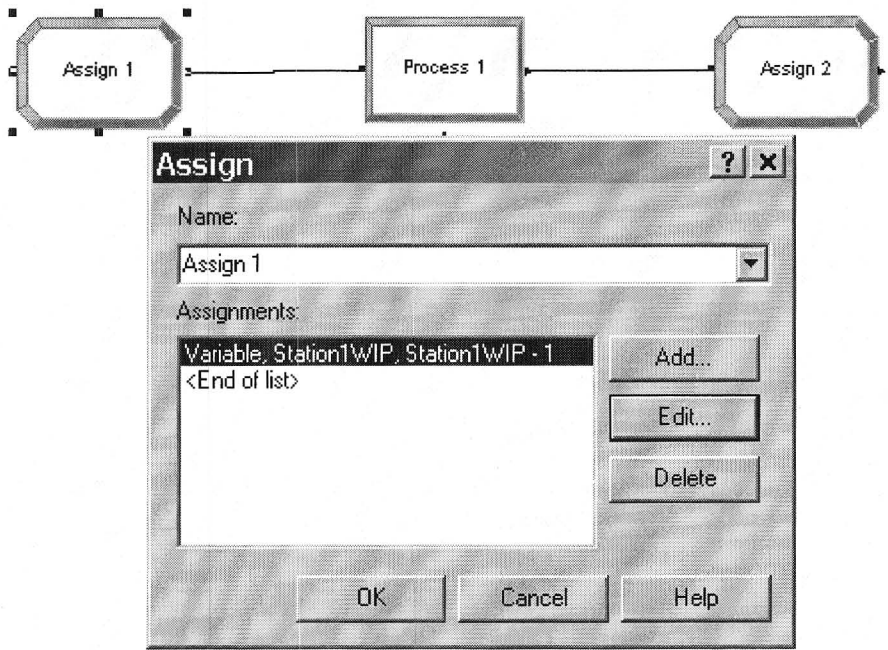 Assign 1
Process 1
Assign 2
Assign
?
x
Name:
Assign 1
Assignments:
Variable, Station1WIP, Station1WIP - 1
<End of list>
Add...
Edit...
Delete
OK
Cancel
Help